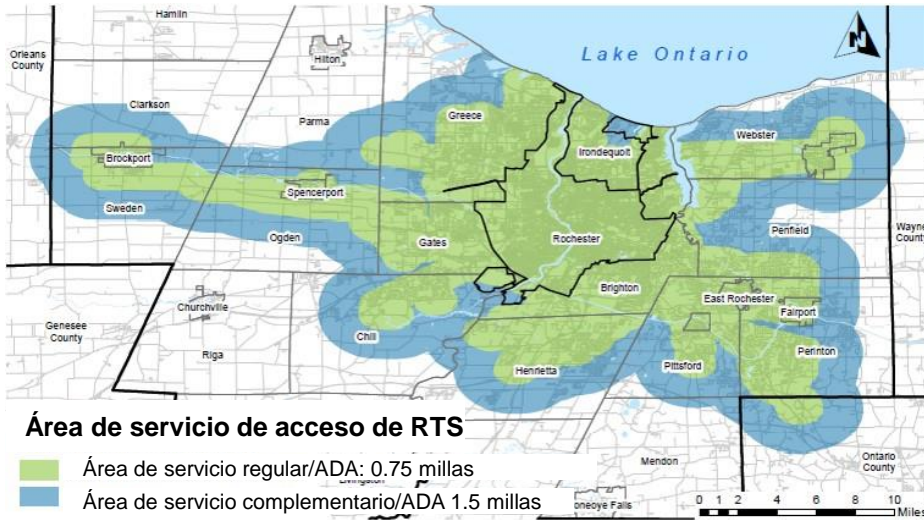 Hamlin
Orleans
County
Hilton
Lake Ontario
N
Clarkson
Parma
Greece
Webster
Irondequoit
Brockport
Spencerport
Sweden
Ogden
Gates
Rochester
Penfield
Wayne
County
Brighton
East Rochester
Churchville
Fairport
Genesee
County
Chili
Riga
Henrietta
Pittsford
Perinton
Área de servicio de acceso de RTS
Mendon
Ontario
County
Área de servicio regular/ADA: 0.75 millas
Área de servicio complementario/ADA 1.5 millas
Livingston
oneoye Falls
0 1 2 4 6 8 10
Miles